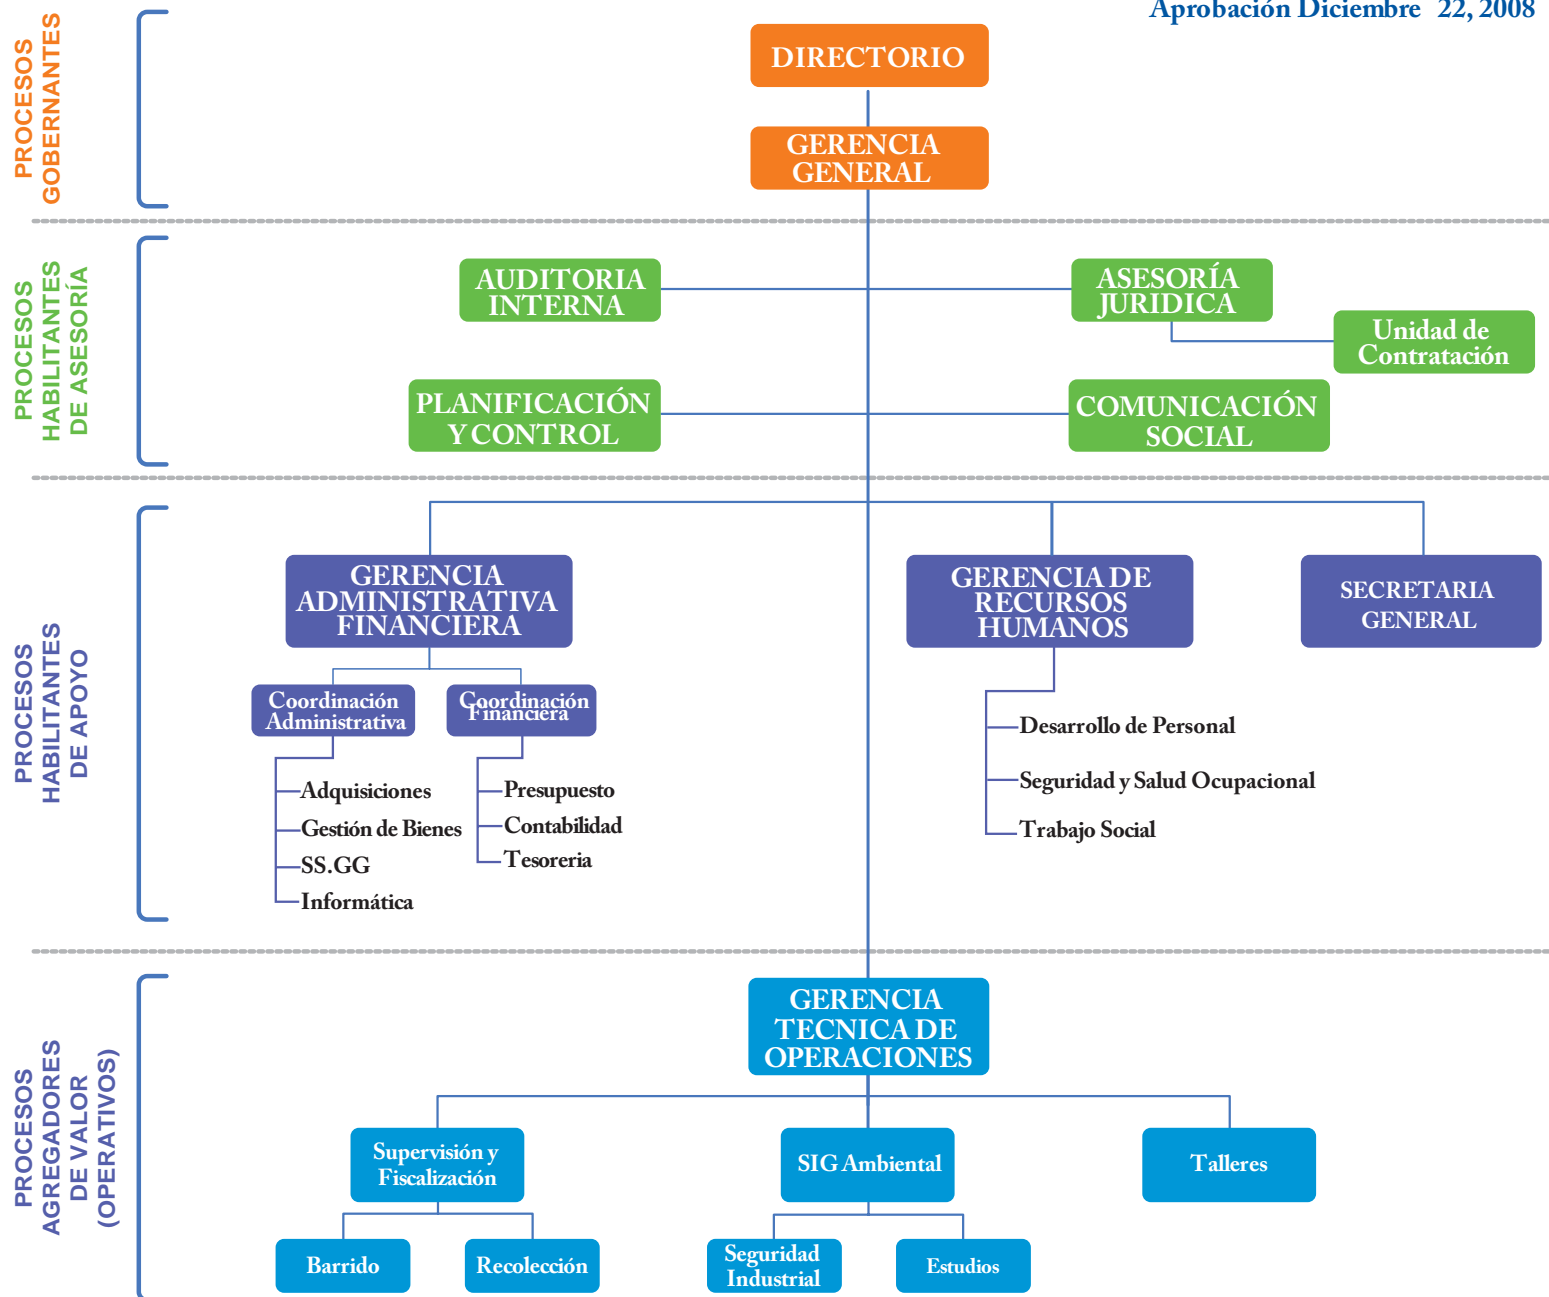 Aprobación Diciembre 22, 2008
PROCESOS
GOBERNANTES
DIRECTORIO
GERENCIA
GENERAL
PROCESOS
HABILITANTES
DE ASESORÍA
AUDITORIA
INTERNA
ASESORÍA
JURIDICA
Unidad de
Contratación
PLANIFICACIÓN
Y CONTROL
COMUNICACIÓN
SOCIAL
PROCESOS
HABILITANTES
DE APOYO
GERENCIA
ADMINISTRATIVA
FINANCIERA
GERENCIA DE
RECURSOS
HUMANOS
SECRETARIA
GENERAL
Coordinación
Administrativa
Coordinación
Financiera
Adquisiciones
Gestión de Bienes
SS.GG
Informática
Presupuesto
Contabilidad
Tesoreria
Desarrollo de Personal
Seguridad y Salud Ocupacional
Trabajo Social
PROCESOS
AGREGADORES
DE VALOR
(OPERATIVOS)
GERENCIA
TECNICA DE
OPERACIONES
Supervisión y
Fiscalización
SIG Ambiental
Talleres
Barrido
Recolección
Seguridad
Industrial
Estudios